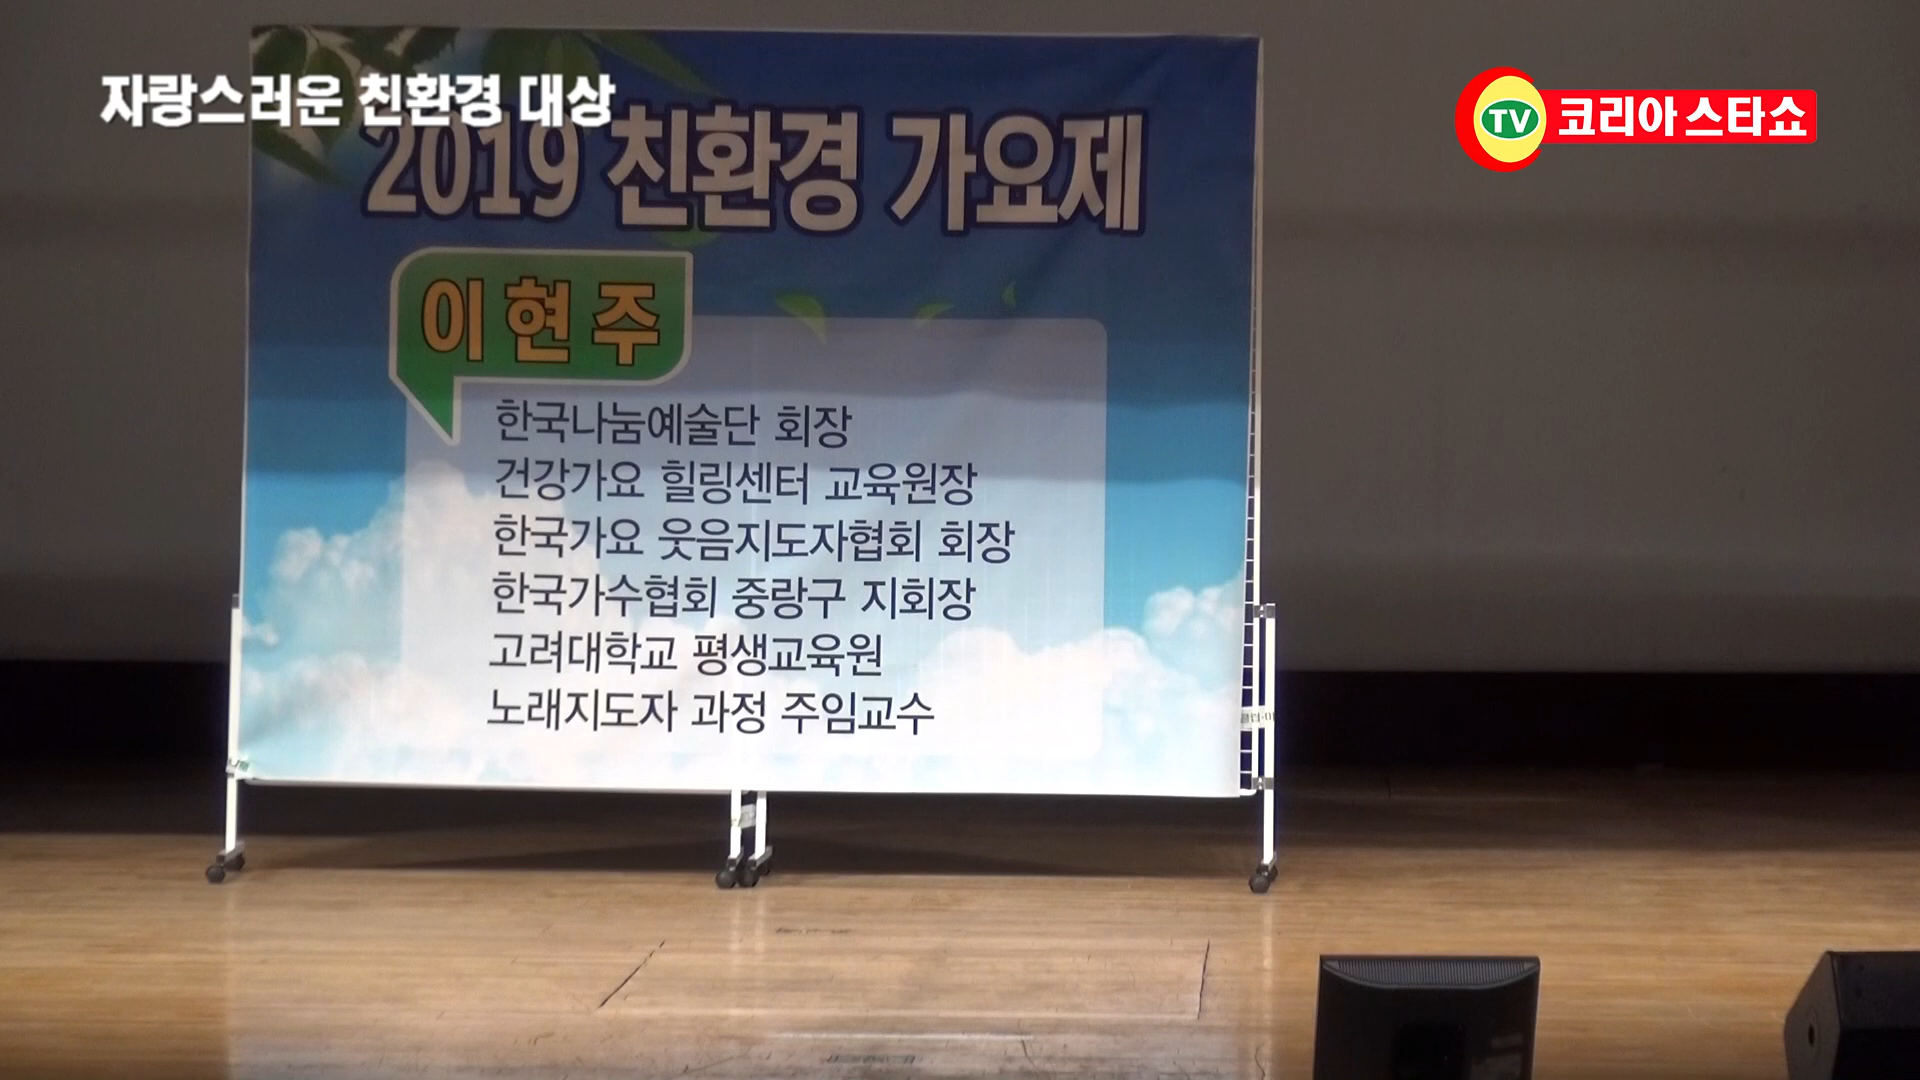 자랑스러운 친환경 대상
TV 코리아 스타쇼
2019 친환경 가요제
이현주
한국나눔예술단 회장
건강가요 힐링센터 교육원장
한국가요 웃음지도자협회 회장
한국가수협회 중랑구 지회장
고려대학교 평생교육원
노래지도자 과정 주임교수